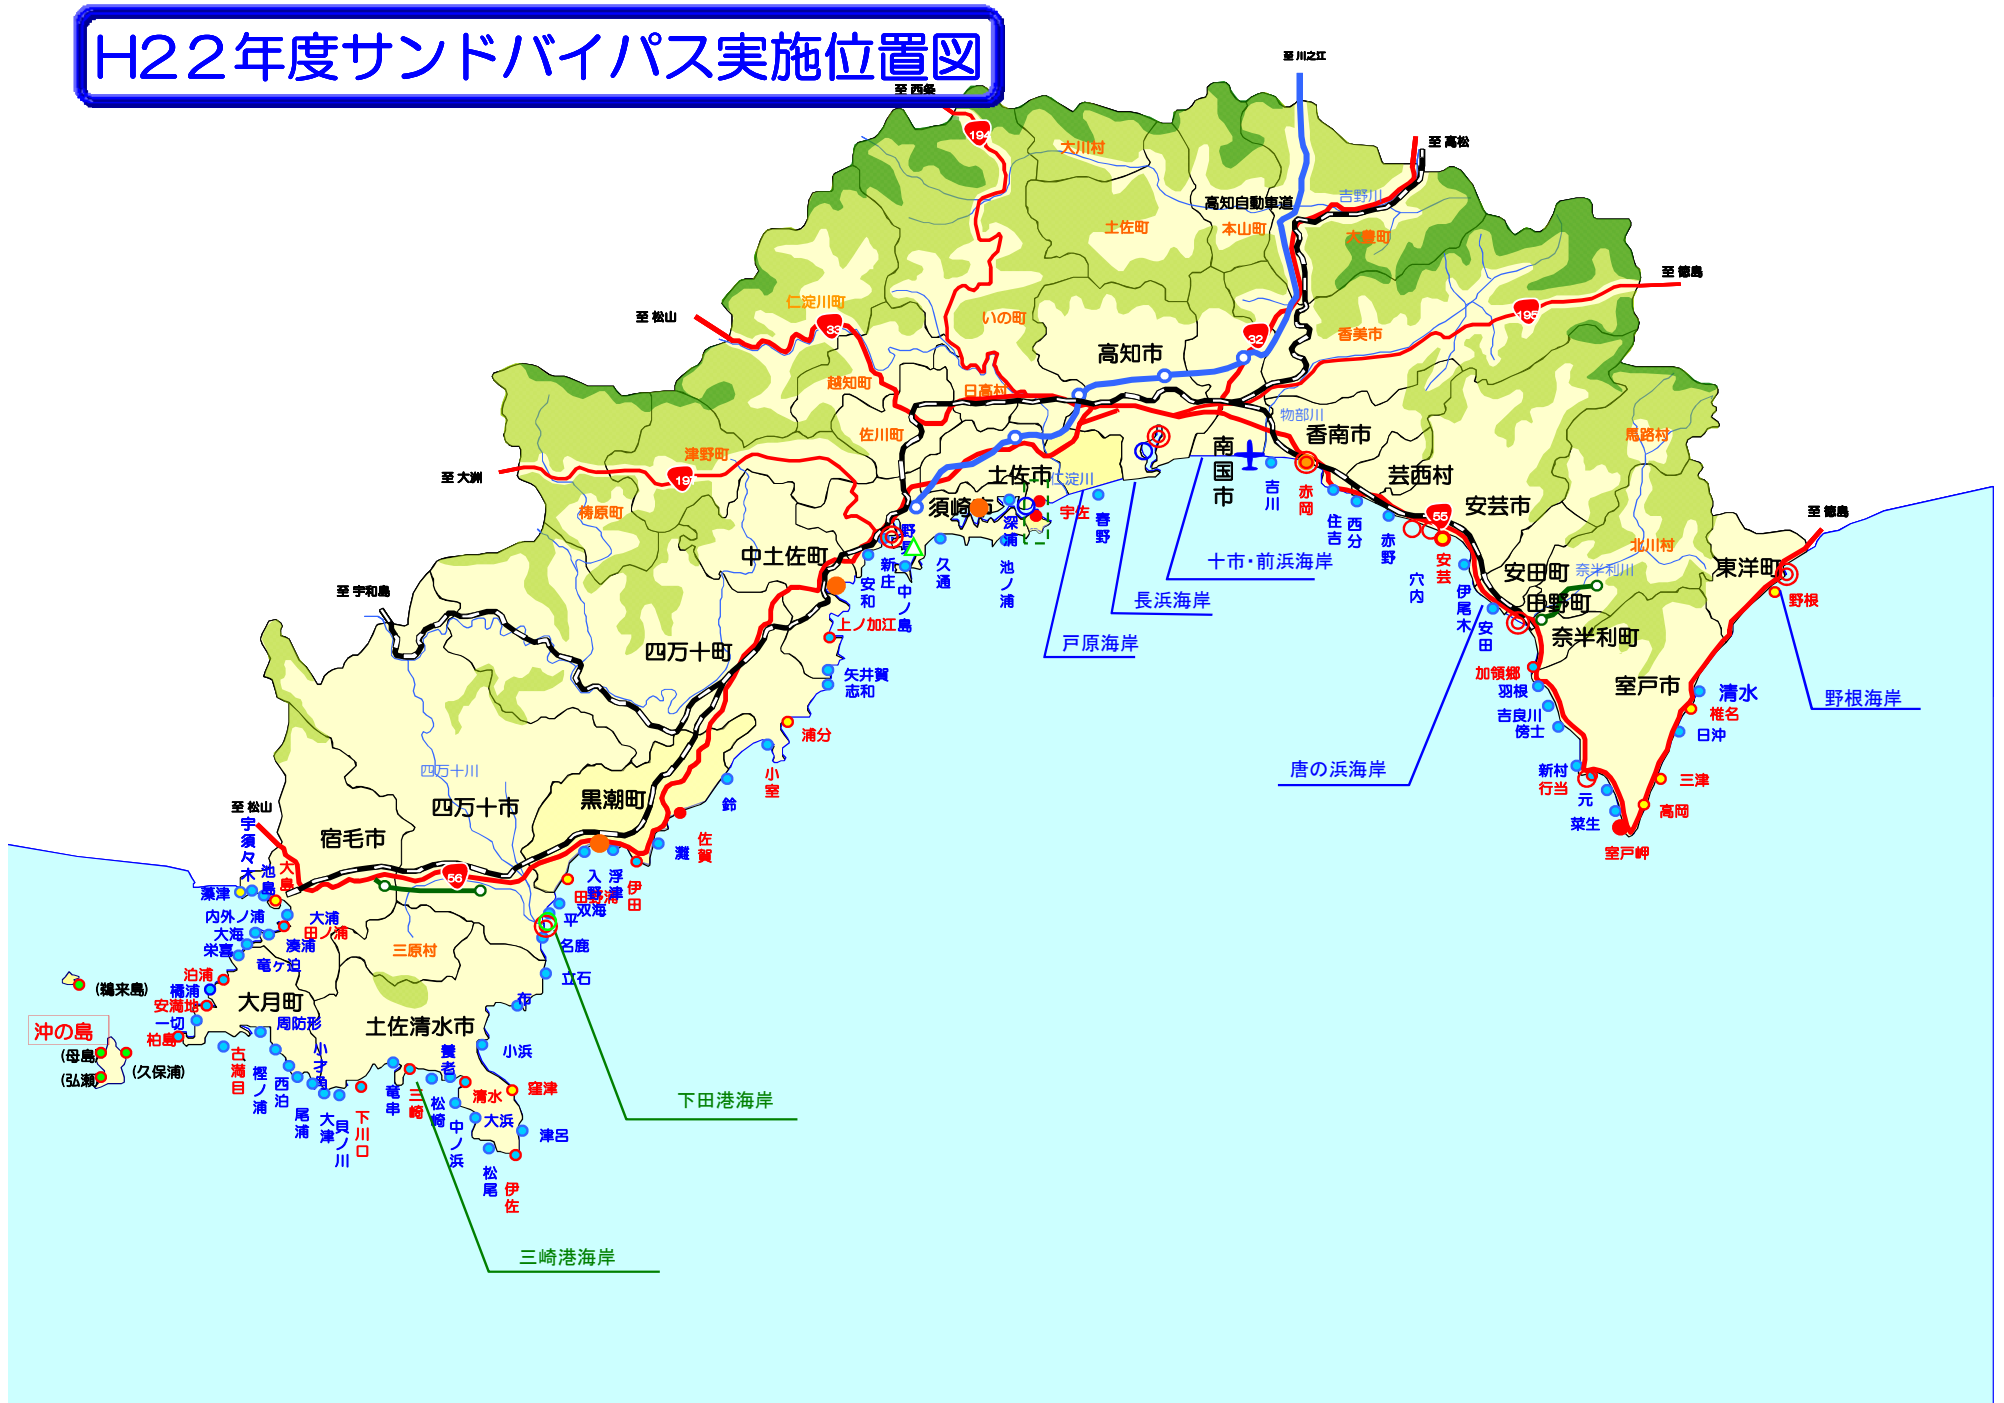 H22年度サンドバイパス実施位置図
至 川之江
至 西条
194
至 高松
大川村
吉野川
高知自動車道
土佐町
本山町
大豊町
至 徳島
仁淀川町
至 松山
33
いの町
195
32
香美市
高知市
越知町
日高村
物部川
佐川町
香南市
馬路村
津野町
南国市
至 大洲
197
土佐市
仁淀川
芸西村
梼原町
須崎市
深浦
宇佐
春野
吉川
赤岡
住吉
西分
赤野
55
安芸市
至 徳島
中土佐町
新庄
安和
中ノ島
久通
池ノ浦
十市・前浜海岸
穴内
安芸
伊尾木
安田
北川村
安田町
奈半利川
東洋町
至 宇和島
長浜海岸
田野町
野根
上ノ加江
戸原海岸
奈半利町
四万十町
矢井賀
志和
加領郷
羽根
室戸市
清水
野根海岸
吉良川
傍士
椎名
日沖
浦分
唐の浜海岸
四万十川
小室
新村
行当
三津
鈴
元
高岡
菜生
黒潮町
四万十市
至 松山
宿毛市
佐賀
室戸岬
宇須々木
池島
大島
灘
56
入野
浮津
伊田
藻津
田野浦
双海
内外ノ浦
大浦
平
大海
田ノ浦
栄喜
湊浦
名鹿
三原村
竜ヶ泊
泊浦
立石
(鵜来島)
橘浦
大月町
安満地
布
一切
周防形
土佐清水市
沖の島
柏島
(母島)
古満目
小才角
養老
小浜
(久保浦)
(弘瀬)
樫ノ浦
西泊
竜串
三崎
窪津
清水
下田港海岸
尾浦
大津
貝ノ川
下川口
松崎
中ノ浜
大浜
津呂
松尾
伊佐
三崎港海岸